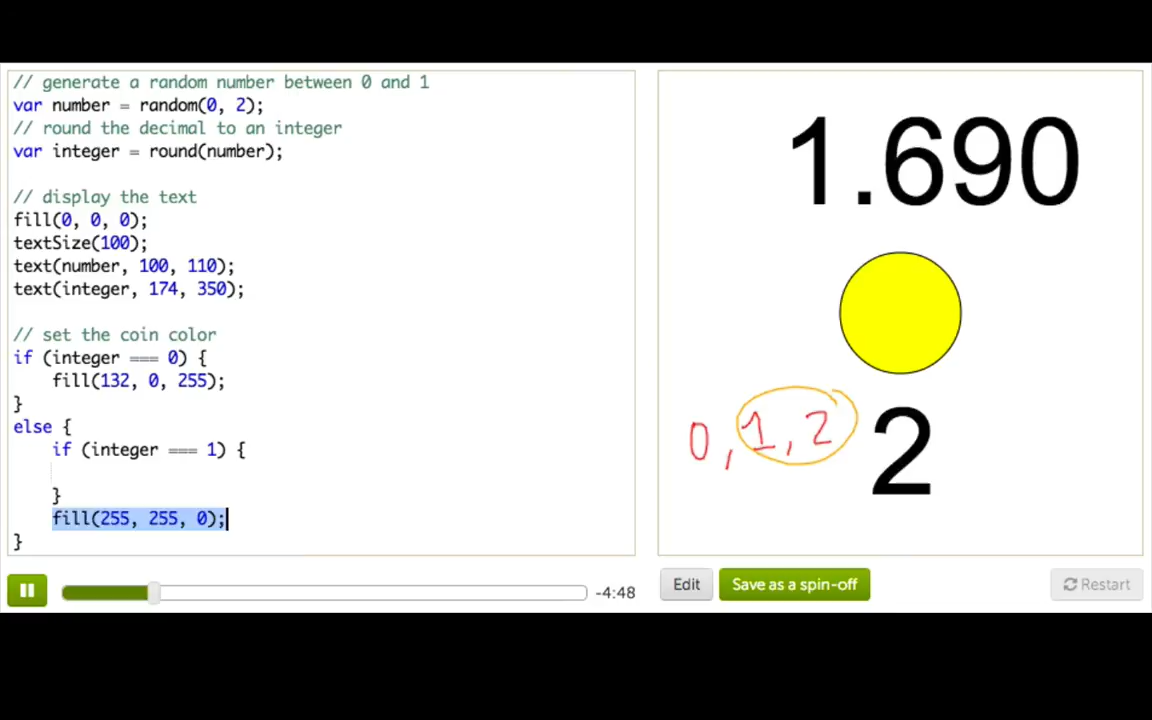 // generate a random number between 0 and 1
var number = random(0, 2);
// round the decimal to an integer
var integer = round(number);
// display the text
fill(0, 0, 0);
textSize(100);
text(number, 100, 110);
text(integer, 174, 350);
// set the coin color
if (integer === 0) {
    fill(132, 0, 255);
}
else {
    if (integer === 1) {
    }
    fill(255, 255, 0);
}
-4:48
1.690
0, 1, 2
2
Edit
Save as a spin-off
Restart